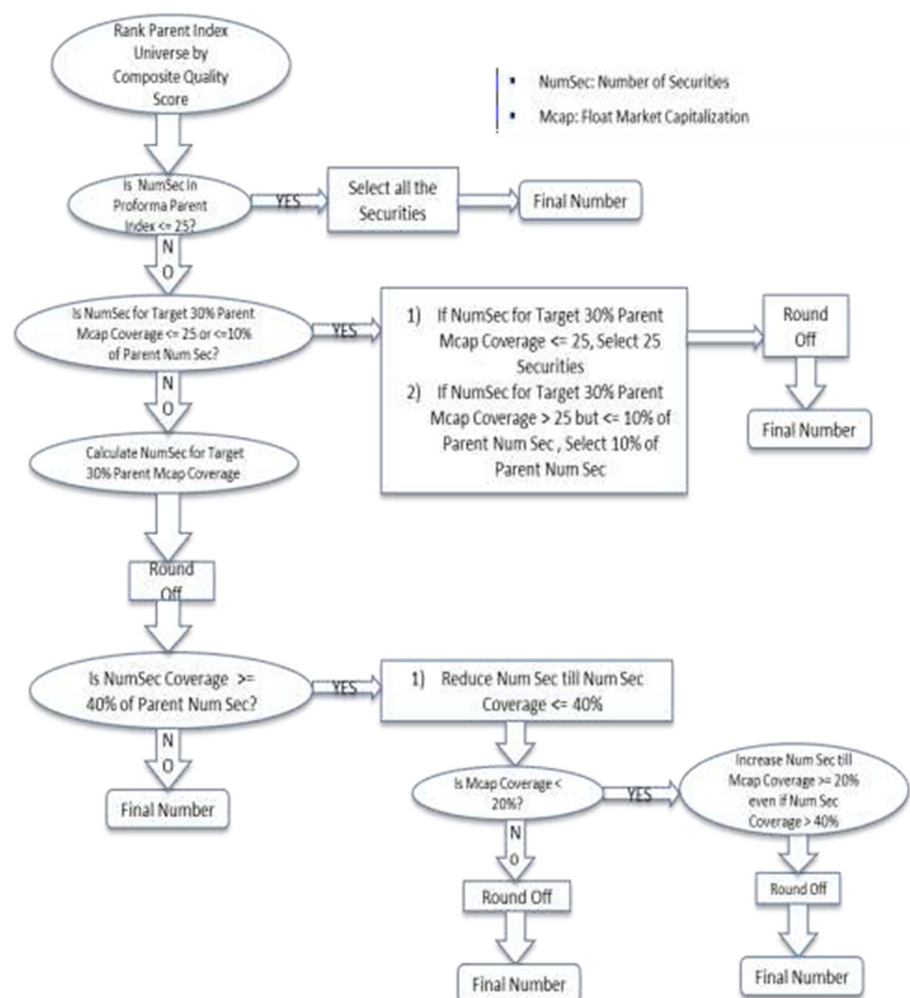 Rank Parent Index
Universe by
Composite Quality
Score
▪ NumSec: Number of Securities
▪ Mcap: Float Market Capitalization
Is NumSec in
Proforma Parent
Index <= 25?
YES
Select all the
Securities
Final Number
N
O
Is NumSec for Target 30% Parent
Mcap Coverage <= 25 or <=10%
of Parent Num Sec?
YES
1) If NumSec for Target 30% Parent
Mcap Coverage <= 25, Select 25
Securities
2) If NumSec for Target 30% Parent
Mcap Coverage > 25 but <= 10% of
Parent Num Sec , Select 10% of
Parent Num Sec
Round
Off
Final Number
N
O
Calculate NumSec for Target
30% Parent Mcap Coverage
Round
Off
Is NumSec Coverage >=
40% of Parent Num Sec?
YES
1) Reduce Num Sec till Num Sec
Coverage <= 40%
N
O
Final Number
Is Mcap Coverage <
20%?
YES
Increase Num Sec till
Mcap Coverage >= 20%
even if Num Sec
Coverage > 40%
N
O
Round Off
Final Number
Round Off
Final Number